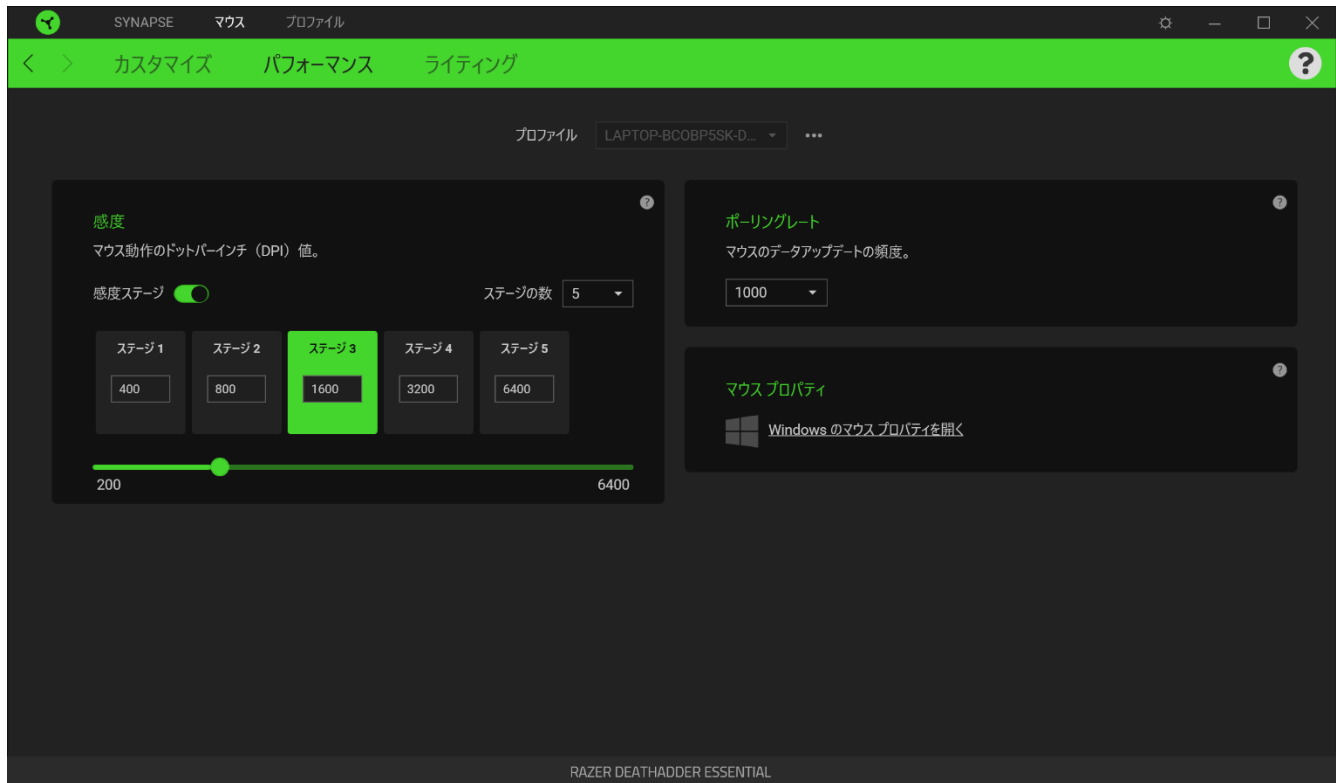 SYNAPSE マウス プロファイル
カスタマイズ パフォーマンス ライティング ?
プロファイル LAPTOP-BCOBP5SK-D... •••
感度 ?
マウス動作のドットパーインチ（DPI）値。
感度ステージ ステージの数 5
ステージ 1 ステージ 2 ステージ 3 ステージ 4 ステージ 5
400 800 1600 3200 6400
200 6400
ポーリングレート ?
マウスのデータアップデートの頻度。
1000
マウス プロパティ ?
Windows のマウス プロパティを開く
RAZER DEATHADDER ESSENTIAL